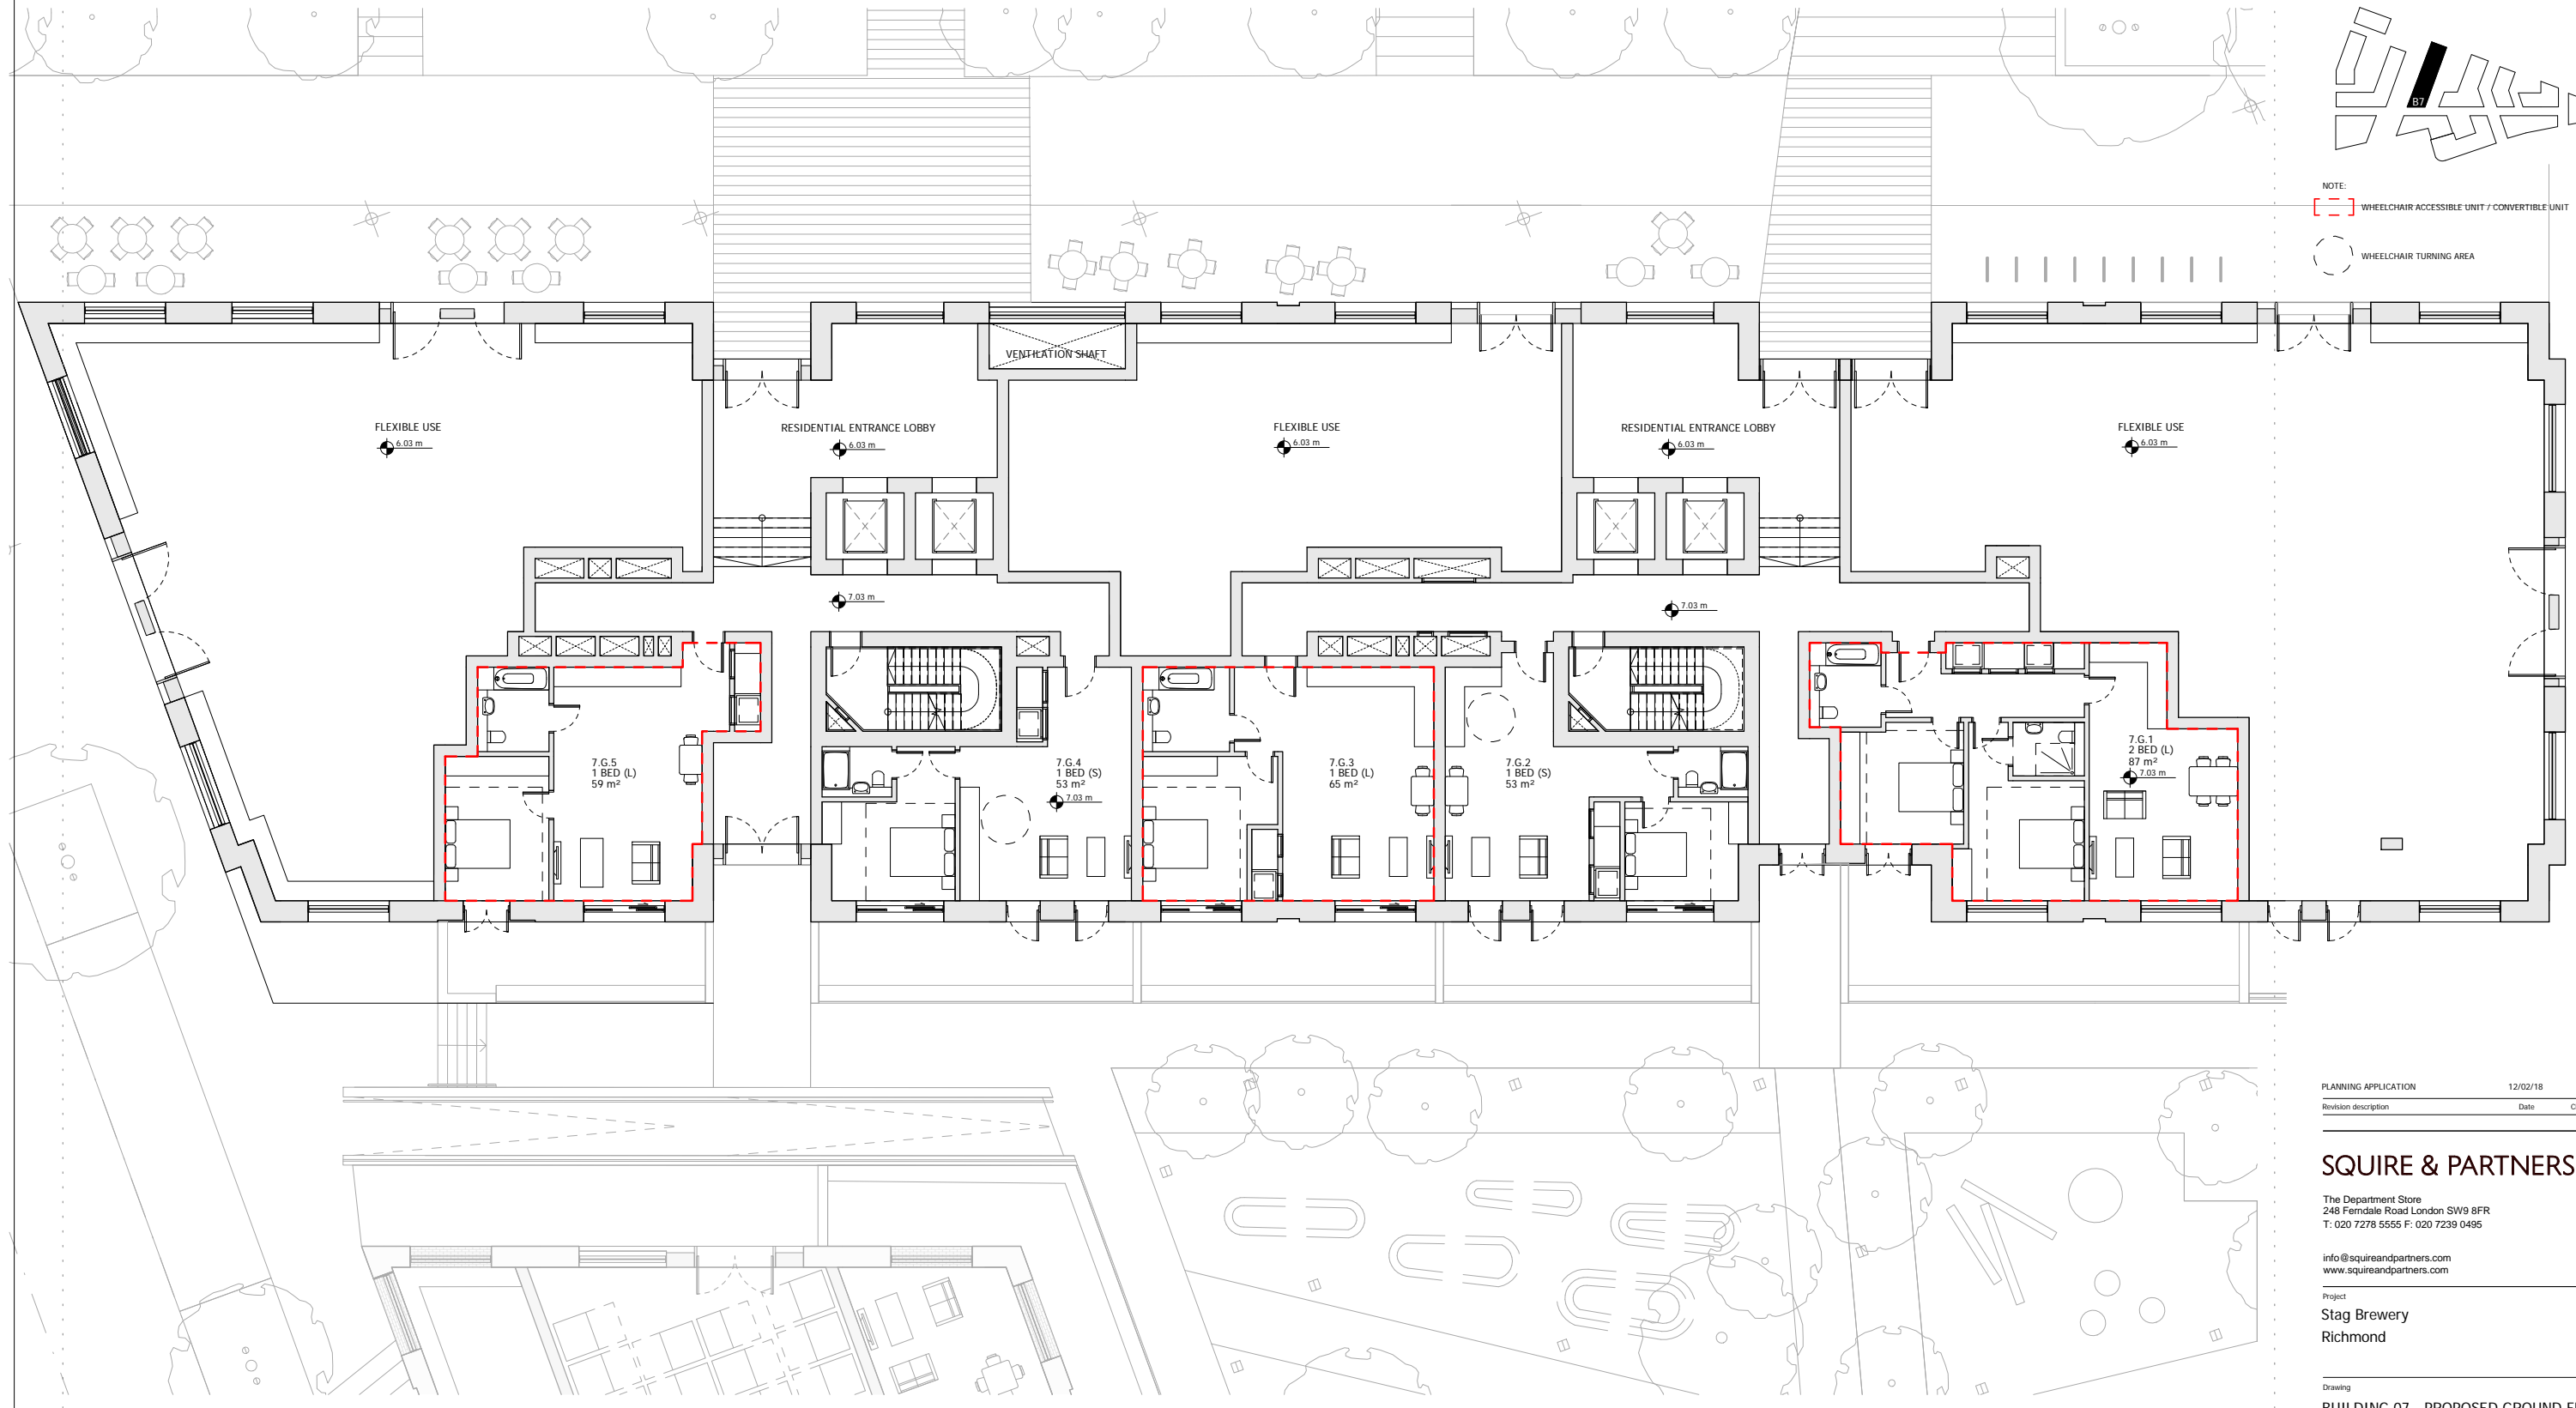 B7
NOTE:
WHEELCHAIR ACCESSIBLE UNIT / CONVERTIBLE UNIT
WHEELCHAIR TURNING AREA
VENTILATION SHAFT
FLEXIBLE USE
6.03 m
RESIDENTIAL ENTRANCE LOBBY
6.03 m
FLEXIBLE USE
6.03 m
RESIDENTIAL ENTRANCE LOBBY
6.03 m
FLEXIBLE USE
6.03 m
7.03 m
7.03 m
7.G.5
1 BED (L)
59 m²
7.G.4
1 BED (S)
53 m²
7.03 m
7.G.3
1 BED (L)
65 m²
7.G.2
1 BED (S)
53 m²
7.G.1
2 BED (L)
87 m²
7.03 m
PLANNING APPLICATION 12/02/18
Revision description Date C
SQUIRE & PARTNERS
The Department Store
248 Ferndale Road London SW9 8FR
T: 020 7278 5555 F: 020 7239 0495
info@squireandpartners.com
www.squireandpartners.com
Project
Stag Brewery
Richmond
Drawing
BUILDING 07 - PROPOSED GROUND F